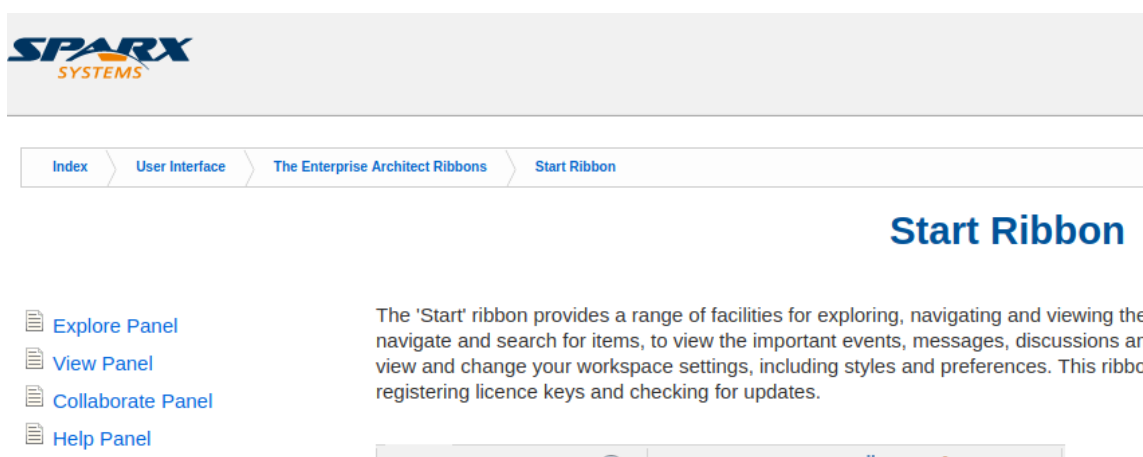 SPARX
SYSTEMS
Index User Interface The Enterprise Architect Ribbons Start Ribbon
Start Ribbon
Explore Panel
View Panel
Collaborate Panel
Help Panel
The 'Start' ribbon provides a range of facilities for exploring, navigating and viewing the
navigate and search for items, to view the important events, messages, discussions
view and change your workspace settings, including styles and preferences. This
registering licence keys and checking for updates.